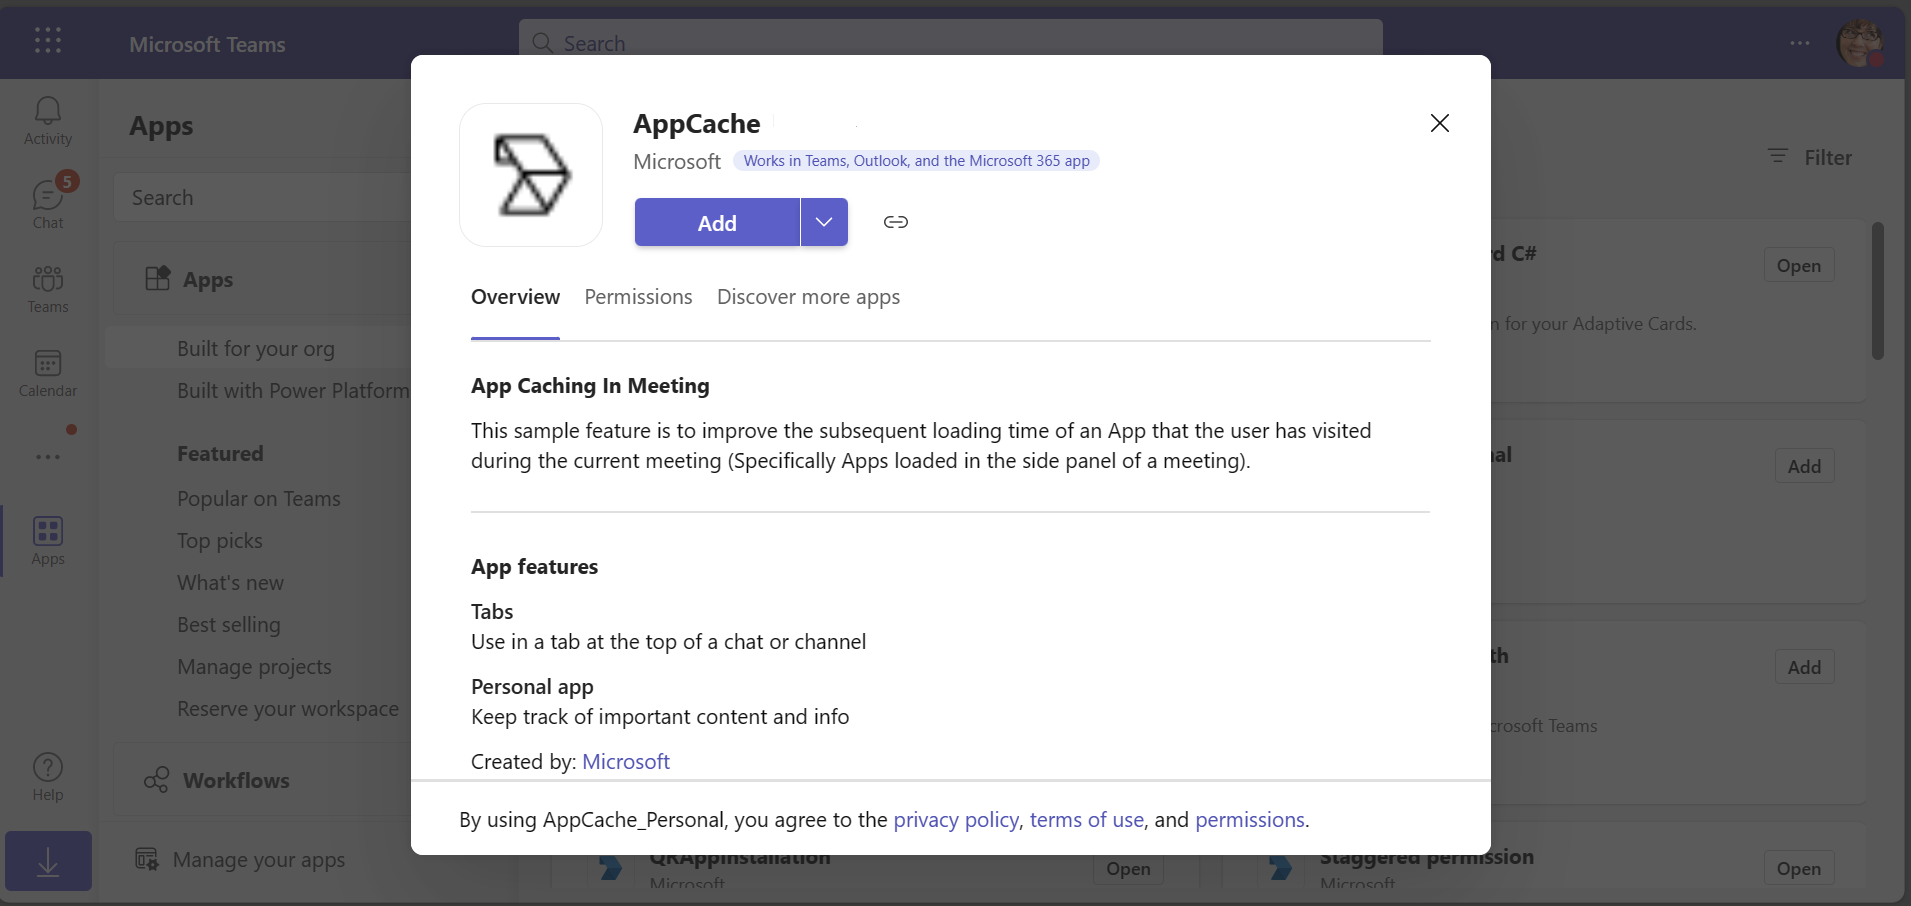 Microsoft Teams
Search
Activity
5
Chat
Teams
Calendar
Apps
Help
Apps
Search
Apps
Built for your org
Built with Power Platform
Featured
Popular on Teams
Top picks
What's new
Best selling
Manage projects
Reserve your workspace
Workflows
Manage your apps
AppCache
Microsoft Works in Teams, Outlook, and the Microsoft 365 app
Add
Overview Permissions Discover more apps
App Caching In Meeting
This sample feature is to improve the subsequent loading time of an App that the user has visited
during the current meeting (Specifically Apps loaded in the side panel of a meeting).
App features
Tabs
Use in a tab at the top of a chat or channel
Personal app
Keep track of important content and info
Created by: Microsoft
By using AppCache_Personal, you agree to the privacy policy, terms of use, and permissions.
Filter
d C#
Open
n for your Adaptive Cards.
al
Add
th
Add
crosoft Teams
QRAppInstallation
Microsoft
Open
Staggered permission
Microsoft
Open